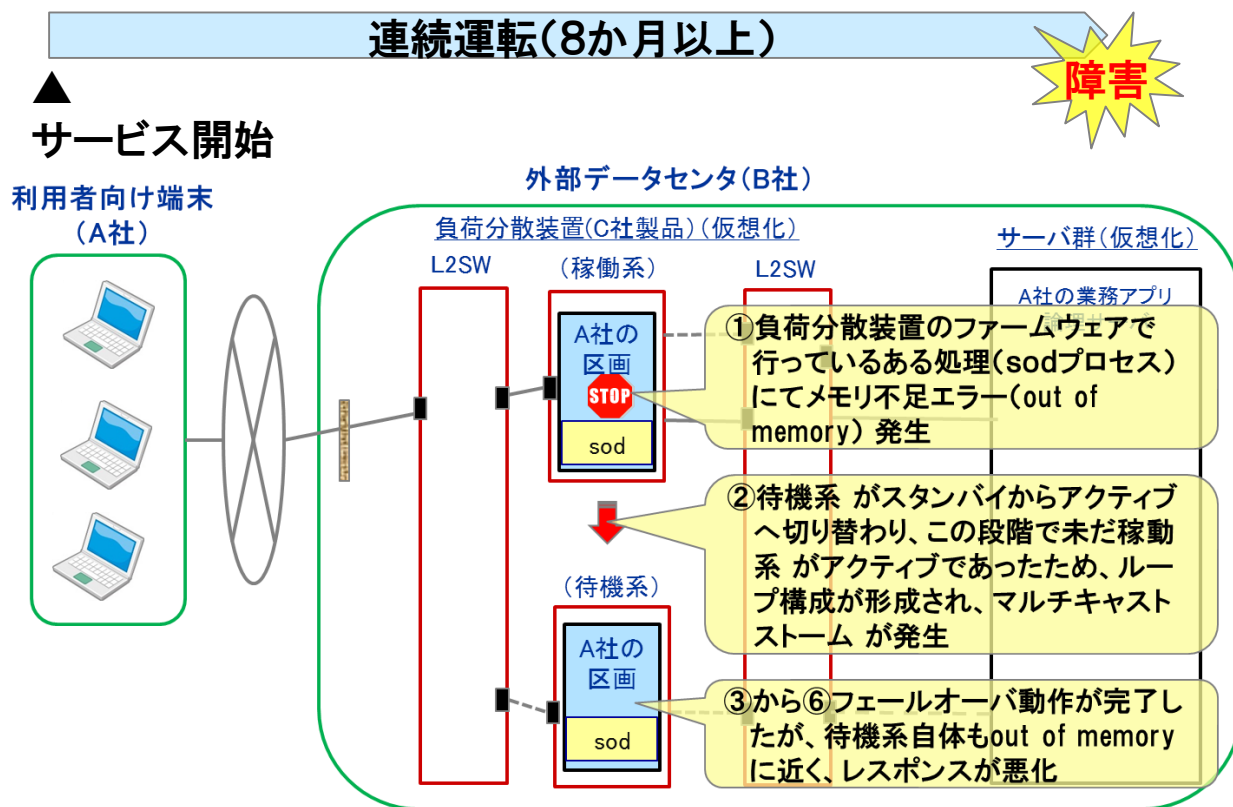 連続運転(8か月以上)
障害
▲
サービス開始
利用者向け端末
(A社)
外部データセンタ(B社)
負荷分散装置(C社製品)(仮想化)
サーバ群(仮想化)
L2SW
(稼働系)
L2SW
A社の業務アプリ
論理サーバ
A社の
区画
STOP
sod
①負荷分散装置のファームウェアで
行っているある処理(sodプロセス)
にてメモリ不足エラー(out of
memory) 発生
②待機系 がスタンバイからアクティブ
へ切り替わり、この段階で未だ稼動
系 がアクティブであったため、ルー
プ構成が形成され、マルチキャスト
ストーム が発生
(待機系)
A社の
区画
sod
③から⑥フェールオーバ動作が完了し
たが、待機系自体もout of memory
に近く、レスポンスが悪化